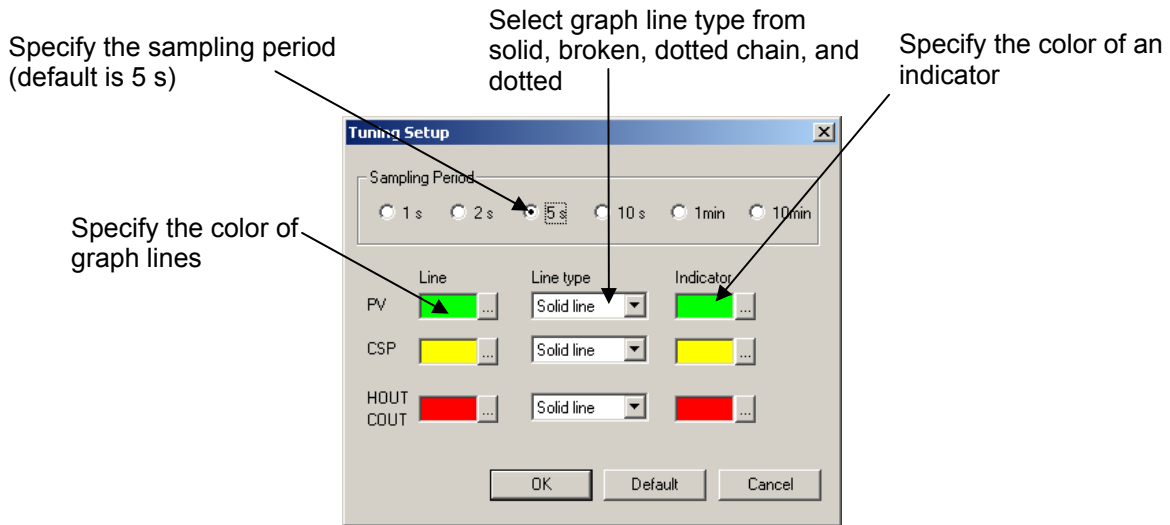 Specify the sampling period
(default is 5 s)
Select graph line type from
solid, broken, dotted chain, and
dotted
Specify the color of an
indicator
Specify the color of
graph lines
Tuning Setup
Sampling Period
1 s 2 s 5 s 10 s 1min 10min
Line Line type Indicator
PV ... Solid line ...
CSP ... Solid line ...
HOUT
COUT ... Solid line ...
OK Default Cancel